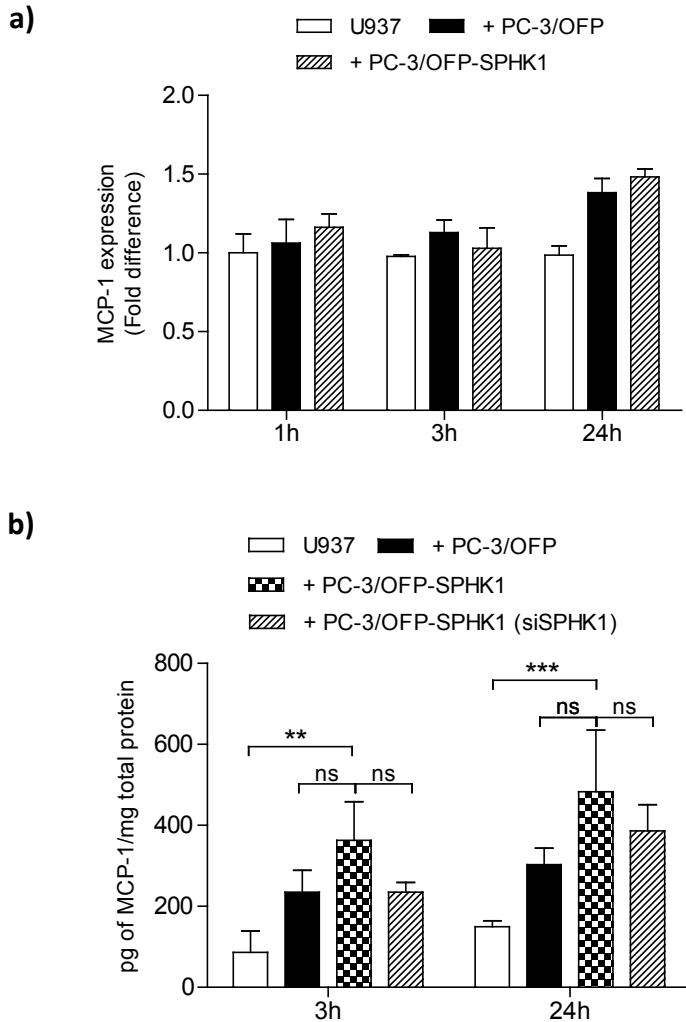 a)
U937 + PC-3/OFP
+ PC-3/OFP-SPHK1
MCP-1 expression
(Fold difference)
2.0
1.5
1.0
0.5
0.0
1h 3h 24h
b)
U937 + PC-3/OFP
+ PC-3/OFP-SPHK1
+ PC-3/OFP-SPHK1 (siSPHK1)
pg of MCP-1/mg total protein
800
600
400
200
0
***
ns ns
**
ns ns
3h 24h